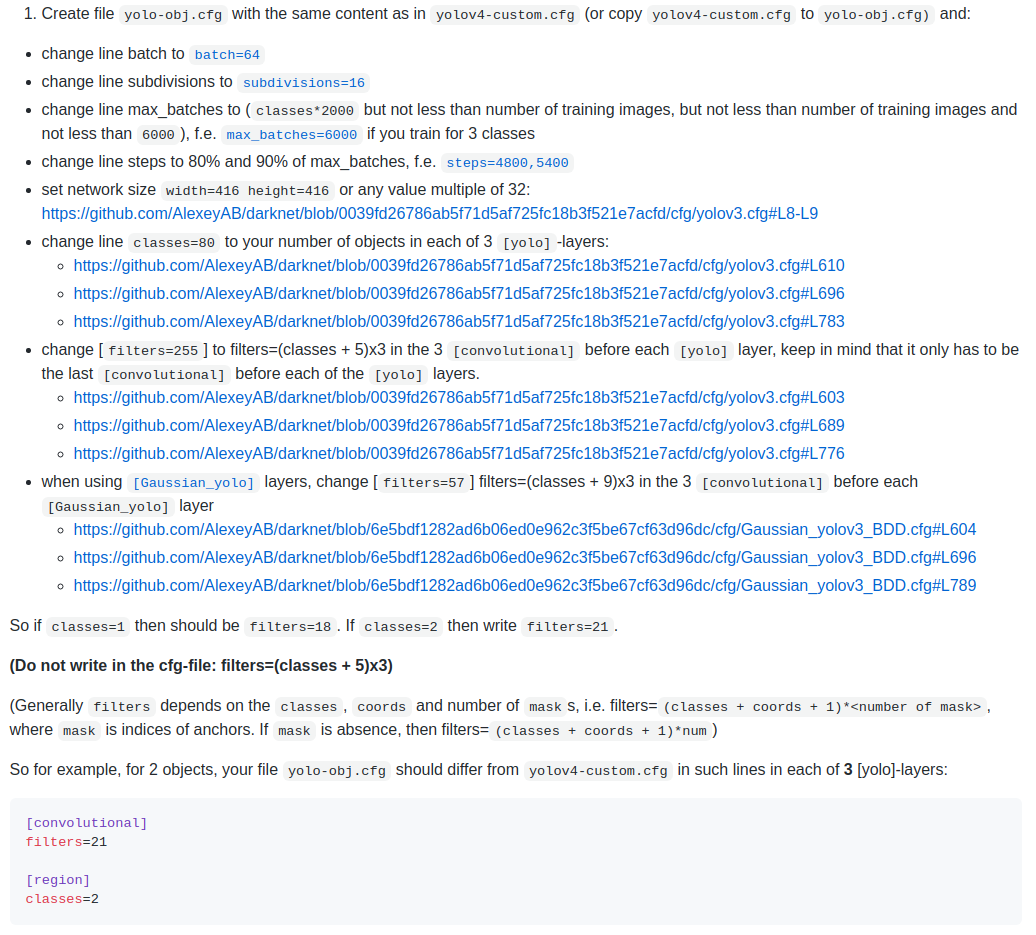 1. Create file yolo-obj.cfg with the same content as in yolov4-custom.cfg (or copy yolov4-custom.cfg to yolo-obj.cfg) and:
• change line batch to batch=64
• change line subdivisions to subdivisions=16
• change line max_batches to (classes*2000 but not less than number of training images, but not less than number of training images and
not less than 6000), f.e. max_batches=6000 if you train for 3 classes
• change line steps to 80% and 90% of max_batches, f.e. steps=4800,5400
• set network size width=416 height=416 or any value multiple of 32:
https://github.com/AlexeyAB/darknet/blob/0039fd26786ab5f71d5af725fc18b3f521e7acfd/cfg/yolov3.cfg#L8-L9
• change line classes=80 to your number of objects in each of 3 [yolo]-layers:
◦ https://github.com/AlexeyAB/darknet/blob/0039fd26786ab5f71d5af725fc18b3f521e7acfd/cfg/yolov3.cfg#L610
◦ https://github.com/AlexeyAB/darknet/blob/0039fd26786ab5f71d5af725fc18b3f521e7acfd/cfg/yolov3.cfg#L696
◦ https://github.com/AlexeyAB/darknet/blob/0039fd26786ab5f71d5af725fc18b3f521e7acfd/cfg/yolov3.cfg#L783
• change [filters=255] to filters=(classes + 5)x3 in the 3 [convolutional] before each [yolo] layer, keep in mind that it only has to be
the last [convolutional] before each of the [yolo] layers.
◦ https://github.com/AlexeyAB/darknet/blob/0039fd26786ab5f71d5af725fc18b3f521e7acfd/cfg/yolov3.cfg#L603
◦ https://github.com/AlexeyAB/darknet/blob/0039fd26786ab5f71d5af725fc18b3f521e7acfd/cfg/yolov3.cfg#L689
◦ https://github.com/AlexeyAB/darknet/blob/0039fd26786ab5f71d5af725fc18b3f521e7acfd/cfg/yolov3.cfg#L776
• when using [Gaussian_yolo] layers, change [filters=57] filters=(classes + 9)x3 in the 3 [convolutional] before each
[Gaussian_yolo] layer
◦ https://github.com/AlexeyAB/darknet/blob/6e5bdf1282ad6b06ed0e962c3f5be67cf63d96dc/cfg/Gaussian_yolov3_BDD.cfg#L604
◦ https://github.com/AlexeyAB/darknet/blob/6e5bdf1282ad6b06ed0e962c3f5be67cf63d96dc/cfg/Gaussian_yolov3_BDD.cfg#L696
◦ https://github.com/AlexeyAB/darknet/blob/6e5bdf1282ad6b06ed0e962c3f5be67cf63d96dc/cfg/Gaussian_yolov3_BDD.cfg#L789
So if classes=1 then should be filters=18. If classes=2 then write filters=21.
(Do not write in the cfg-file: filters=(classes + 5)x3)
(Generally filters depends on the classes, coords and number of masks, i.e. filters=(classes + coords + 1)*<number of mask>,
where mask is indices of anchors. If mask is absence, then filters=(classes + coords + 1)*num)
So for example, for 2 objects, your file yolo-obj.cfg should differ from yolov4-custom.cfg in such lines in each of 3 [yolo]-layers:
[convolutional]
filters=21
[region]
classes=2